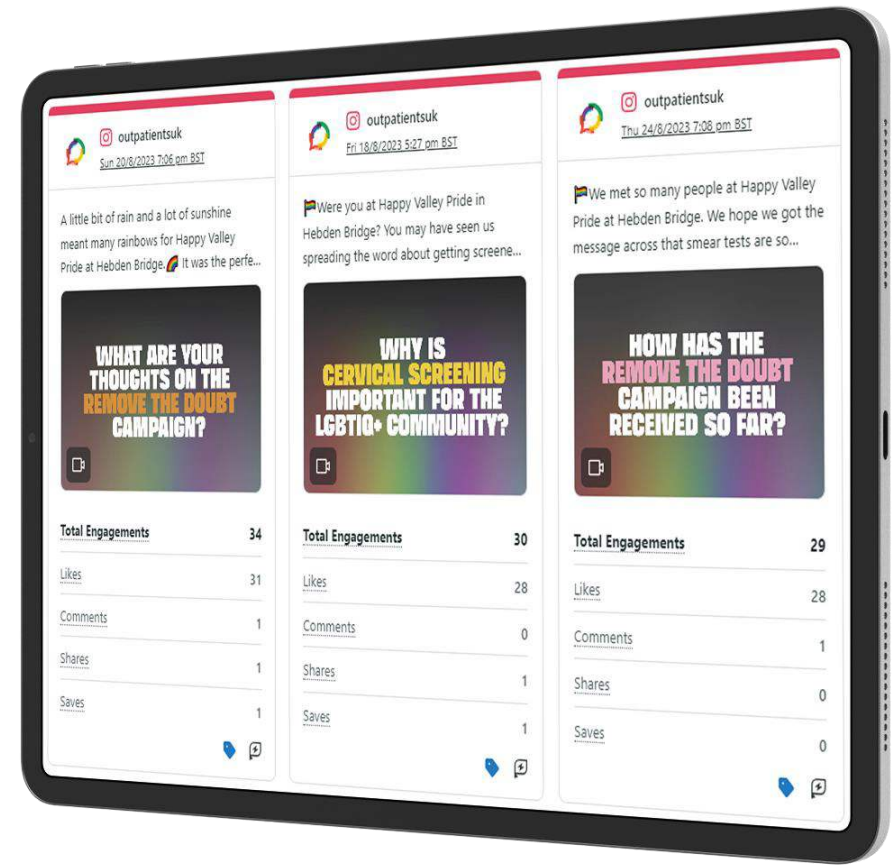 outpatientsuk
Sun 20/8/2023 7:06 pm BST
A little bit of rain and a lot of sunshine
meant many rainbows for Happy Valley
Pride at Hebden Bridge.🌈 It was the perfe...
WHAT ARE YOUR
THOUGHTS ON THE
REMOVE THE DOUBT
CAMPAIGN?
Total Engagements 34
Likes 31
Comments 1
Shares 1
Saves 1
outpatientsuk
Fri 18/8/2023 5:27 pm BST
🏳️‍🌈Were you at Happy Valley Pride in
Hebden Bridge? You may have seen us
spreading the word about getting screene...
WHY IS
CERVICAL SCREENING
IMPORTANT FOR THE
LGBTIQ+ COMMUNITY?
Total Engagements 30
Likes 28
Comments 0
Shares 1
Saves 1
outpatientsuk
Thu 24/8/2023 7:08 pm BST
🏳️‍🌈We met so many people at Happy Valley
Pride at Hebden Bridge. We hope we got the
message across that smear tests are so...
HOW HAS THE
REMOVE THE DOUBT
CAMPAIGN BEEN
RECEIVED SO FAR?
Total Engagements 29
Likes 28
Comments 1
Shares 0
Saves 0